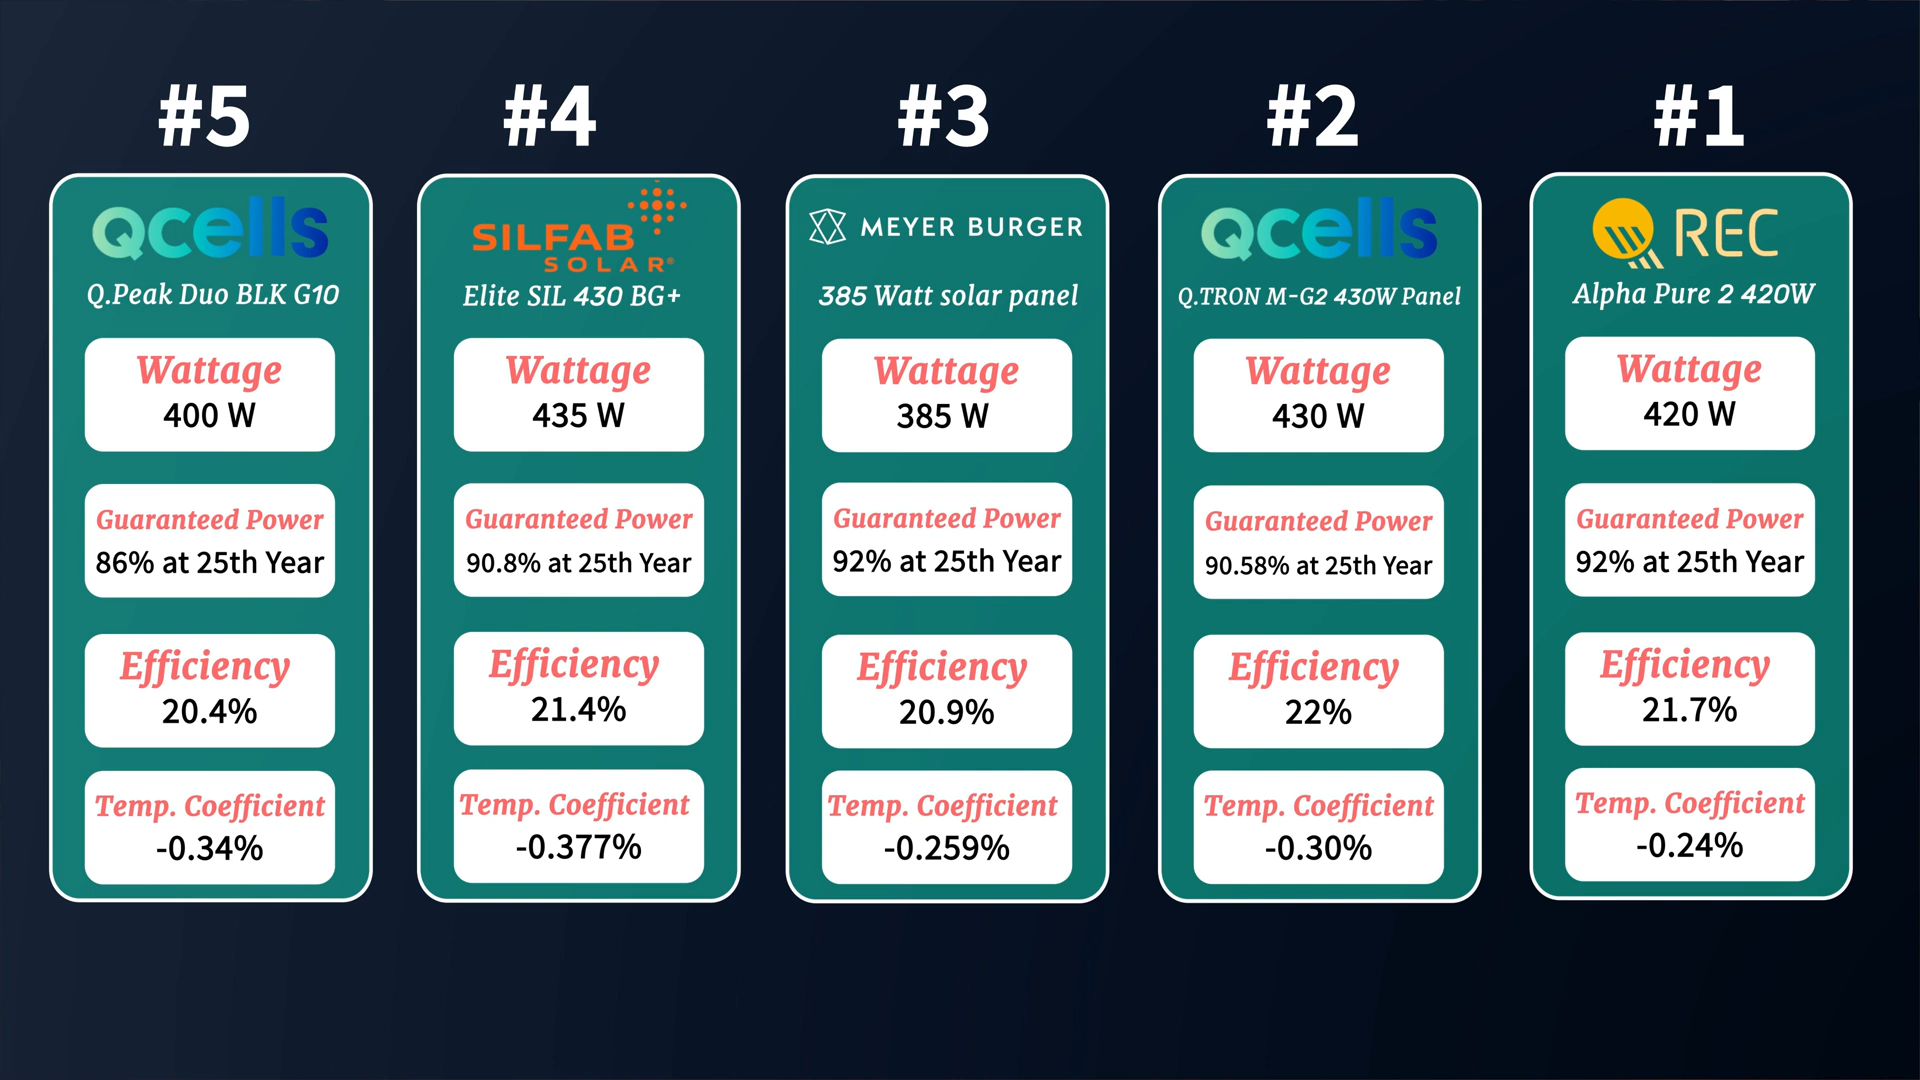 #5
Qcells
Q.Peak Duo BLK G10
Wattage
400 W
Guaranteed Power
86% at 25th Year
Efficiency
20.4%
Temp. Coefficient
-0.34%
#4
SILFAB
SOLAR®
Elite SIL 430 BG+
Wattage
435 W
Guaranteed Power
90.8% at 25th Year
Efficiency
21.4%
Temp. Coefficient
-0.377%
#3
MEYER BURGER
385 Watt solar panel
Wattage
385 W
Guaranteed Power
92% at 25th Year
Efficiency
20.9%
Temp. Coefficient
-0.259%
#2
Qcells
Q.TRON M-G2 430W Panel
Wattage
430 W
Guaranteed Power
90.58% at 25th Year
Efficiency
22%
Temp. Coefficient
-0.30%
#1
REC
Alpha Pure 2 420W
Wattage
420 W
Guaranteed Power
92% at 25th Year
Efficiency
21.7%
Temp. Coefficient
-0.24%